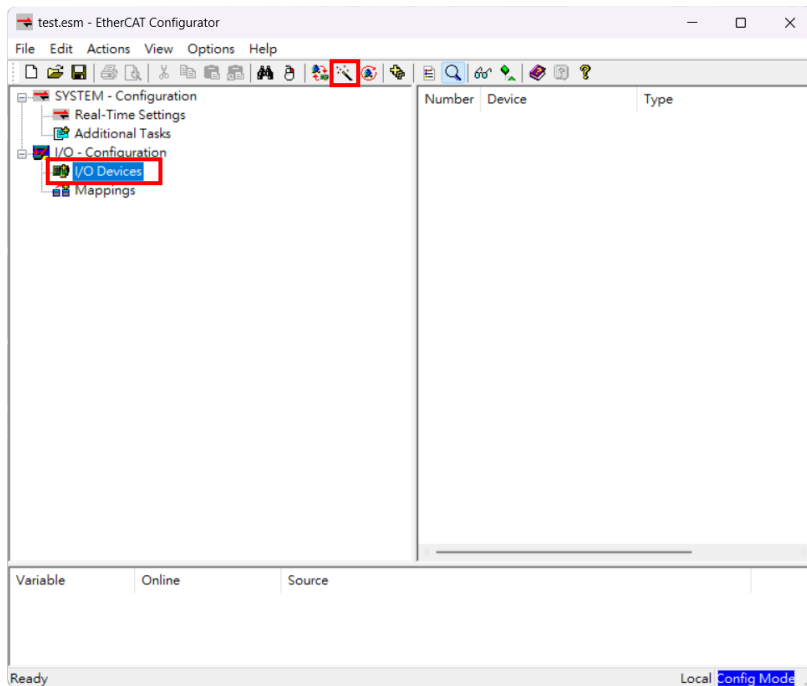 test.esm - EtherCAT Configurator
File Edit Actions View Options Help
SYSTEM - Configuration
Real-Time Settings
Additional Tasks
I/O - Configuration
I/O Devices
Mappings
Number Device Type
Variable Online Source
Ready Local Config Mode